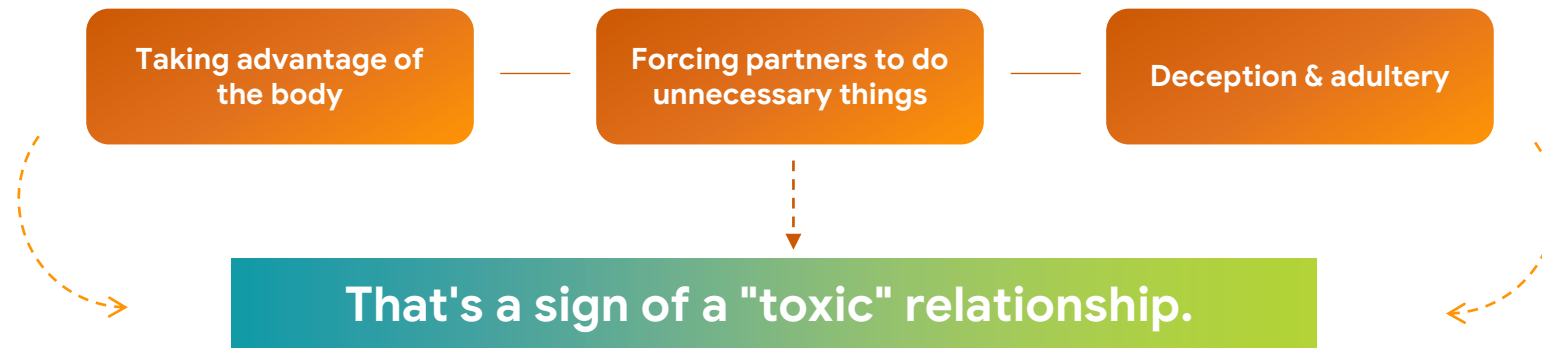 Taking advantage of
the body
Forcing partners to do
unnecessary things
Deception & adultery
That's a sign of a "toxic" relationship.